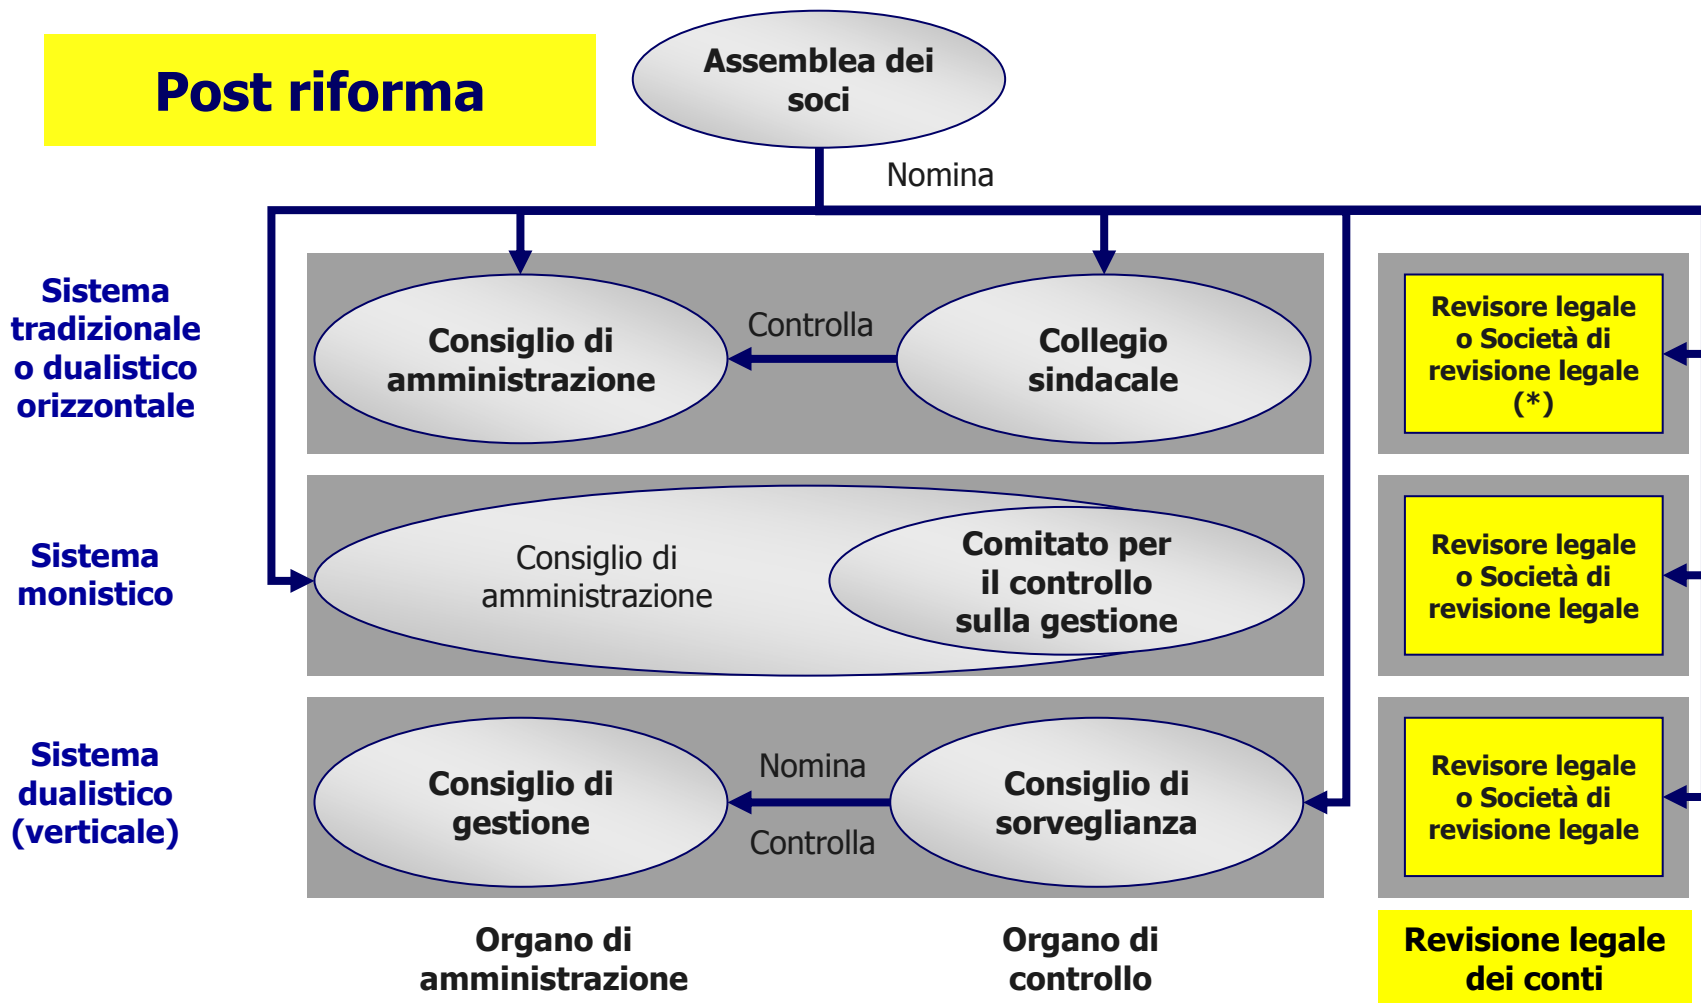 Post riforma
Assemblea dei
soci
Nomina
Sistema
tradizionale
o dualistico
orizzontale
Consiglio di
amministrazione
Controlla
Collegio
sindacale
Revisore legale
o Società di
revisione legale
(*)
Sistema
monistico
Consiglio di
amministrazione
Comitato per
il controllo
sulla gestione
Revisore legale
o Società di
revisione legale
Sistema
dualistico
(verticale)
Consiglio di
gestione
Nomina
Controlla
Consiglio di
sorveglianza
Revisore legale
o Società di
revisione legale
Organo di
amministrazione
Organo di
controllo
Revisione legale
dei conti